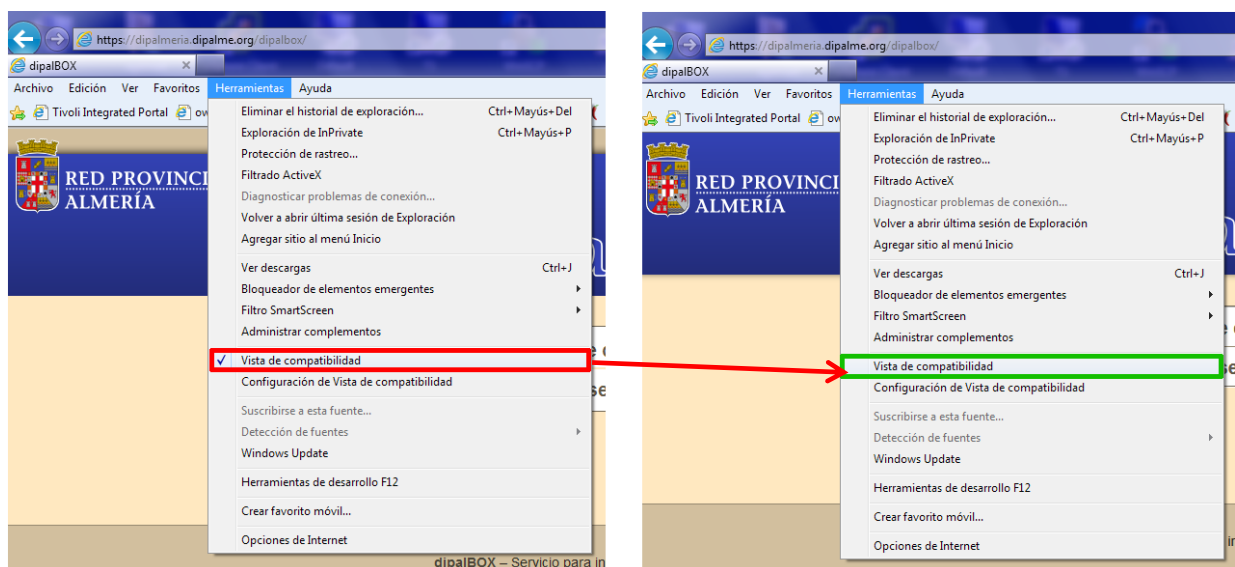 https://dipalmeria.dipalme.org/dipalbox/
dipalBOX
Archivo Edición Ver Favoritos Herramientas Ayuda
Tivoli Integrated Portal
RED PROVINCI
ALMERÍA
Eliminar el historial de exploración... Ctrl+Mayús+Del
Exploración de InPrivate Ctrl+Mayús+P
Protección de rastreo...
Filtrado ActiveX
Diagnosticar problemas de conexión...
Volver a abrir última sesión de Exploración
Agregar sitio al menú Inicio
Ver descargas Ctrl+J
Bloqueador de elementos emergentes
Filtro SmartScreen
Administrar complementos
✓ Vista de compatibilidad
Configuración de Vista de compatibilidad
Suscribirse a esta fuente...
Detección de fuentes
Windows Update
Herramientas de desarrollo F12
Crear favorito móvil...
Opciones de Internet
dipalBOX – Servicio para in
https://dipalmeria.dipalme.org/dipalbox/
dipalBOX
Archivo Edición Ver Favoritos Herramientas Ayuda
Tivoli Integrated Portal
RED PROVINCI
ALMERÍA
Eliminar el historial de exploración... Ctrl+Mayús+Del
Exploración de InPrivate Ctrl+Mayús+P
Protección de rastreo...
Filtrado ActiveX
Diagnosticar problemas de conexión...
Volver a abrir última sesión de Exploración
Agregar sitio al menú Inicio
Ver descargas Ctrl+J
Bloqueador de elementos emergentes
Filtro SmartScreen
Administrar complementos
Vista de compatibilidad
Configuración de Vista de compatibilidad
Suscribirse a esta fuente...
Detección de fuentes
Windows Update
Herramientas de desarrollo F12
Crear favorito móvil...
Opciones de Internet